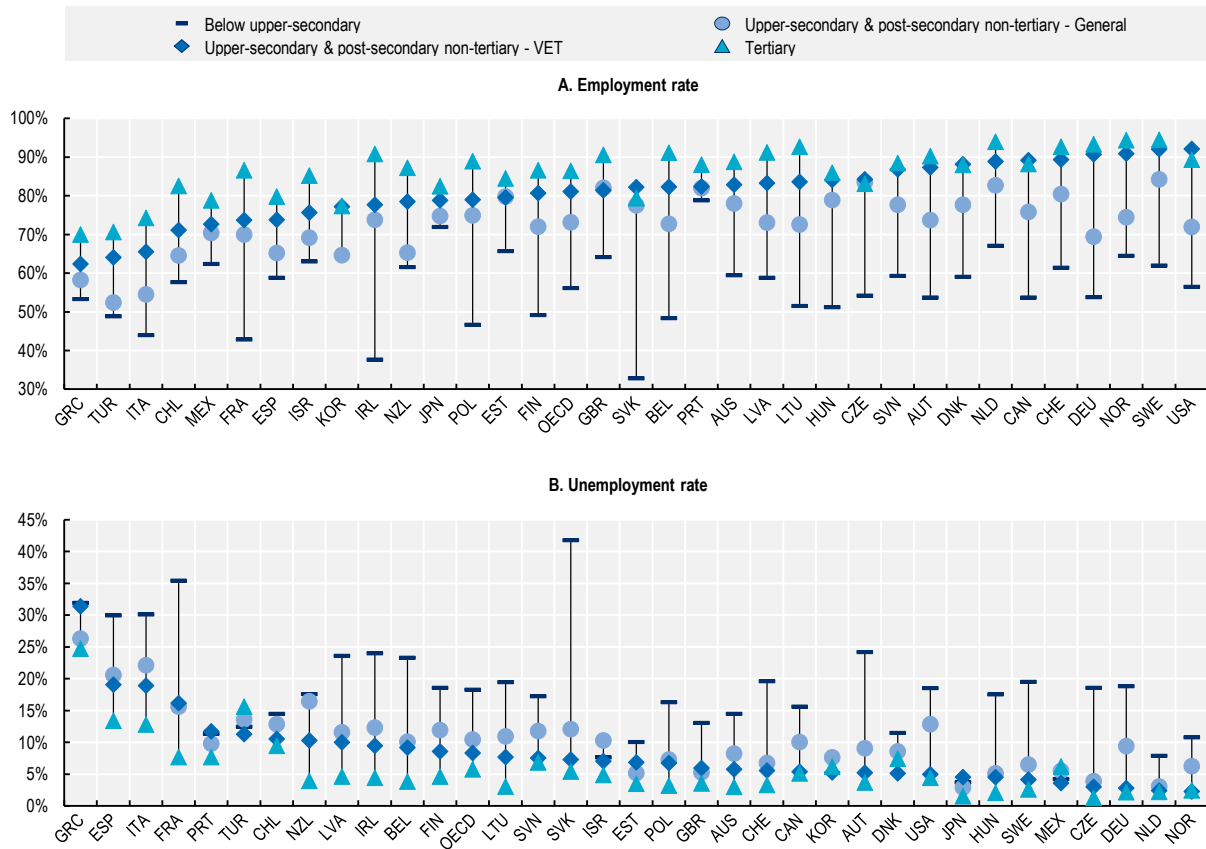 Below upper-secondary
Upper-secondary & post-secondary non-tertiary - General
Upper-secondary & post-secondary non-tertiary - VET
Tertiary
A. Employment rate
100%
90%
80%
70%
60%
50%
40%
30%
GRC TUR ITA CHL MEX FRA ESP ISR KOR IRL NZL JPN POL EST FIN OECD GBR SVK BEL PRT AUS LVA LTU HUN CZE SVN AUT DNK NLD CAN CHE DEU NOR SWE USA
B. Unemployment rate
45%
40%
35%
30%
25%
20%
15%
10%
5%
0%
GRC ESP ITA FRA PRT TUR CHL NZL LVA IRL BEL FIN OECD LTU SVN SVK ISR EST POL GBR AUS CHE CAN KOR AUT DNK USA JPN HUN SWE MEX CZE DEU NLD NOR